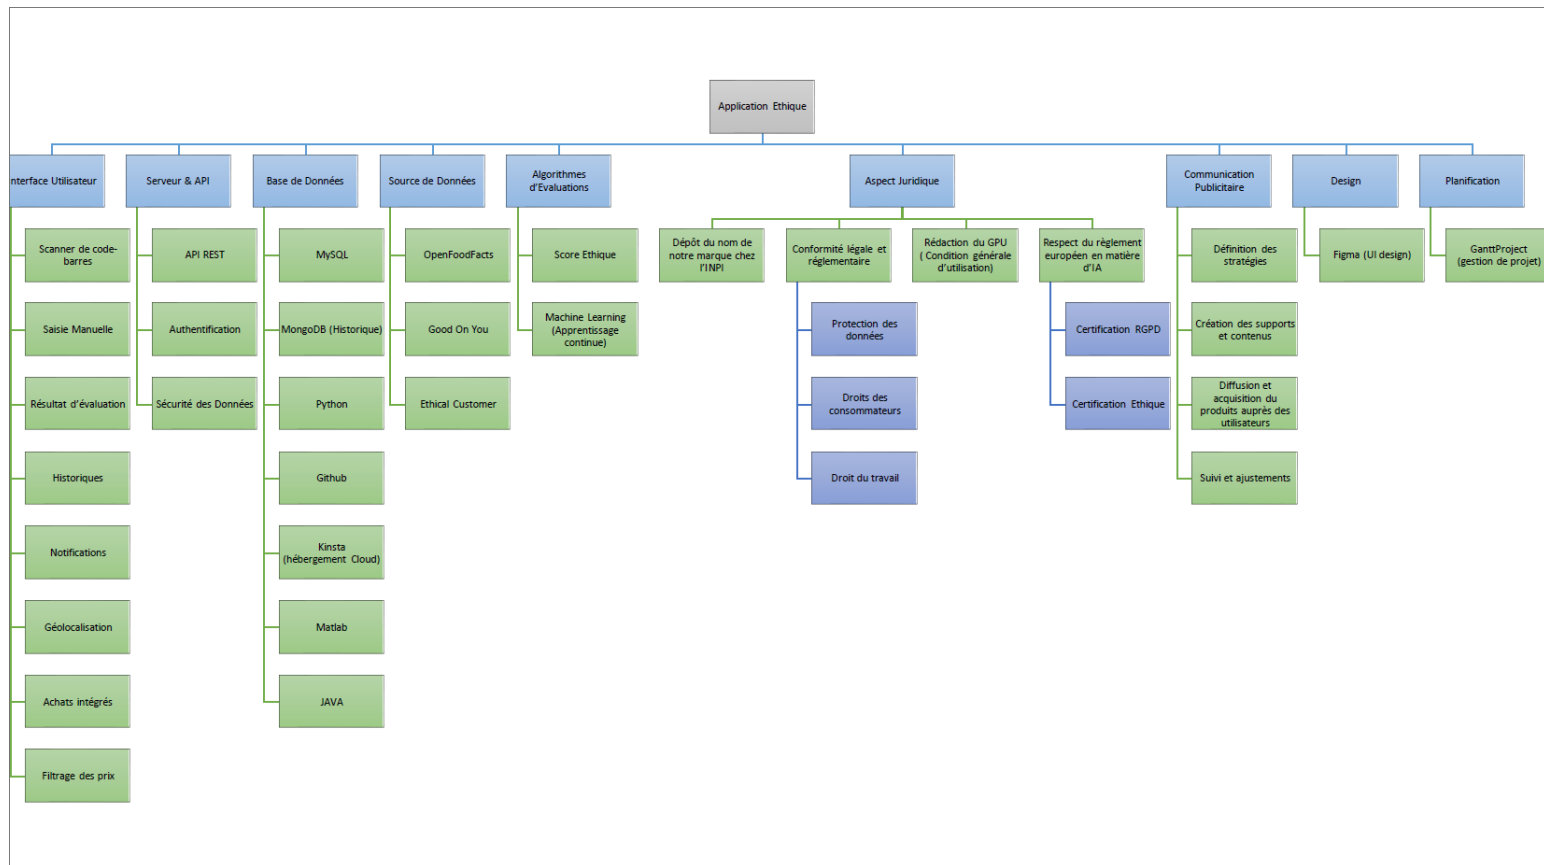 Application Ethique
nterface Utilisateur
Serveur & API
Base de Données
Source de Données
Algorithmes
d'Evaluations
Aspect Juridique
Communication
Publicitaire
Design
Planification
Scanner de code-
barres
Saisie Manuelle
Résultat d'évaluation
Historiques
Notifications
Géolocalisation
Achats intégrés
Filtrage des prix
API REST
Authentification
Sécurité des Données
MySQL
MongoDB (Historique)
Python
Github
Kinsta
(hébergement Cloud)
Matlab
JAVA
OpenFoodFacts
Good On You
Ethical Customer
Score Ethique
Machine Learning
(Apprentissage
continue)
Dépôt du nom de
notre marque chez
l'INPI
Conformité légale et
réglementaire
Protection des
données
Droits des
consommateurs
Droit du travail
Rédaction du GPU
( Condition générale
d'utilisation)
Respect du règlement
européen en matière
d'IA
Certification RGPD
Certification Ethique
Définition des
stratégies
Création des supports
et contenus
Diffusion et
acquisition du
produits auprès des
utilisateurs
Suivi et ajustements
Figma (UI design)
GanttProject
(gestion de projet)